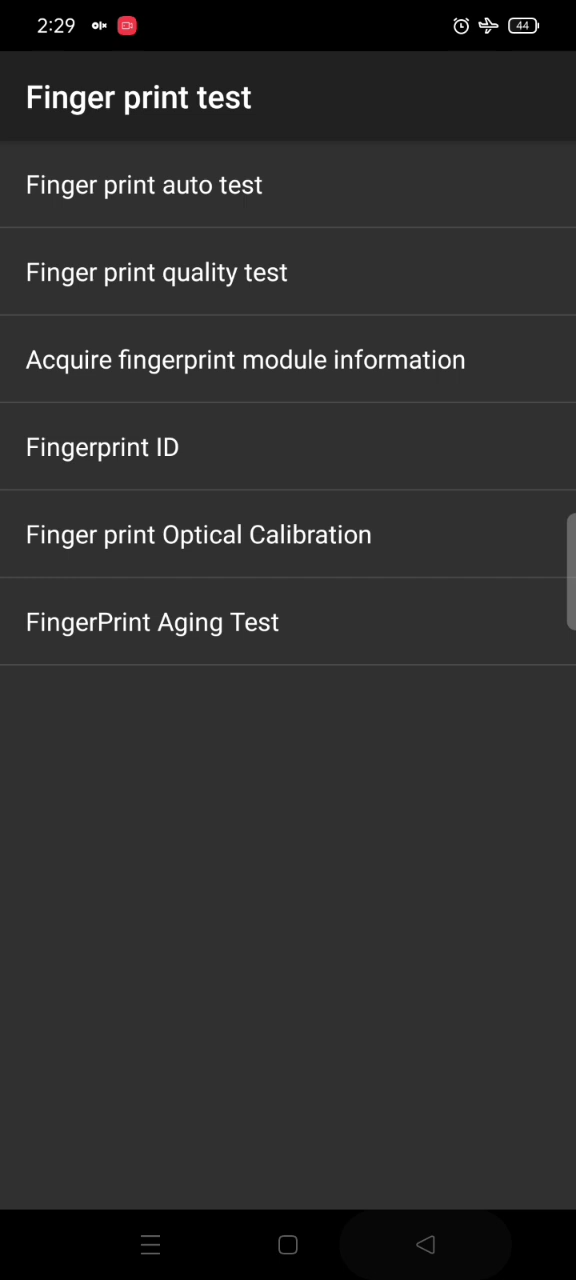 2:29 olx 44
Finger print test
Finger print auto test
Finger print quality test
Acquire fingerprint module information
Fingerprint ID
Finger print Optical Calibration
FingerPrint Aging Test